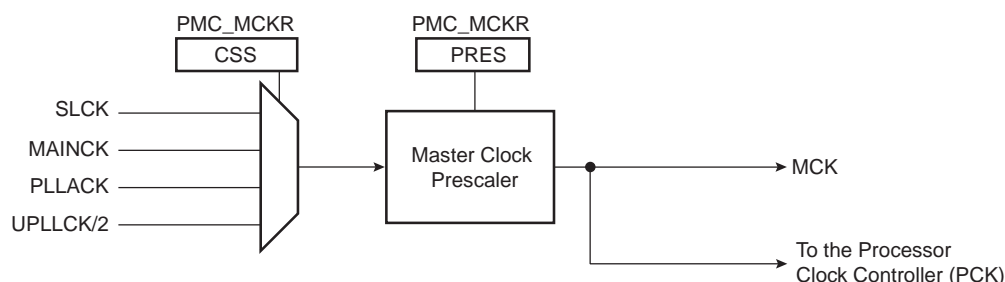 PMC_MCKR
PMC_MCKR
CSS
PRES
SLCK
MAINCK
PLLACK
UPLLCK/2
Master Clock
Prescaler
MCK
To the Processor
Clock Controller (PCK)